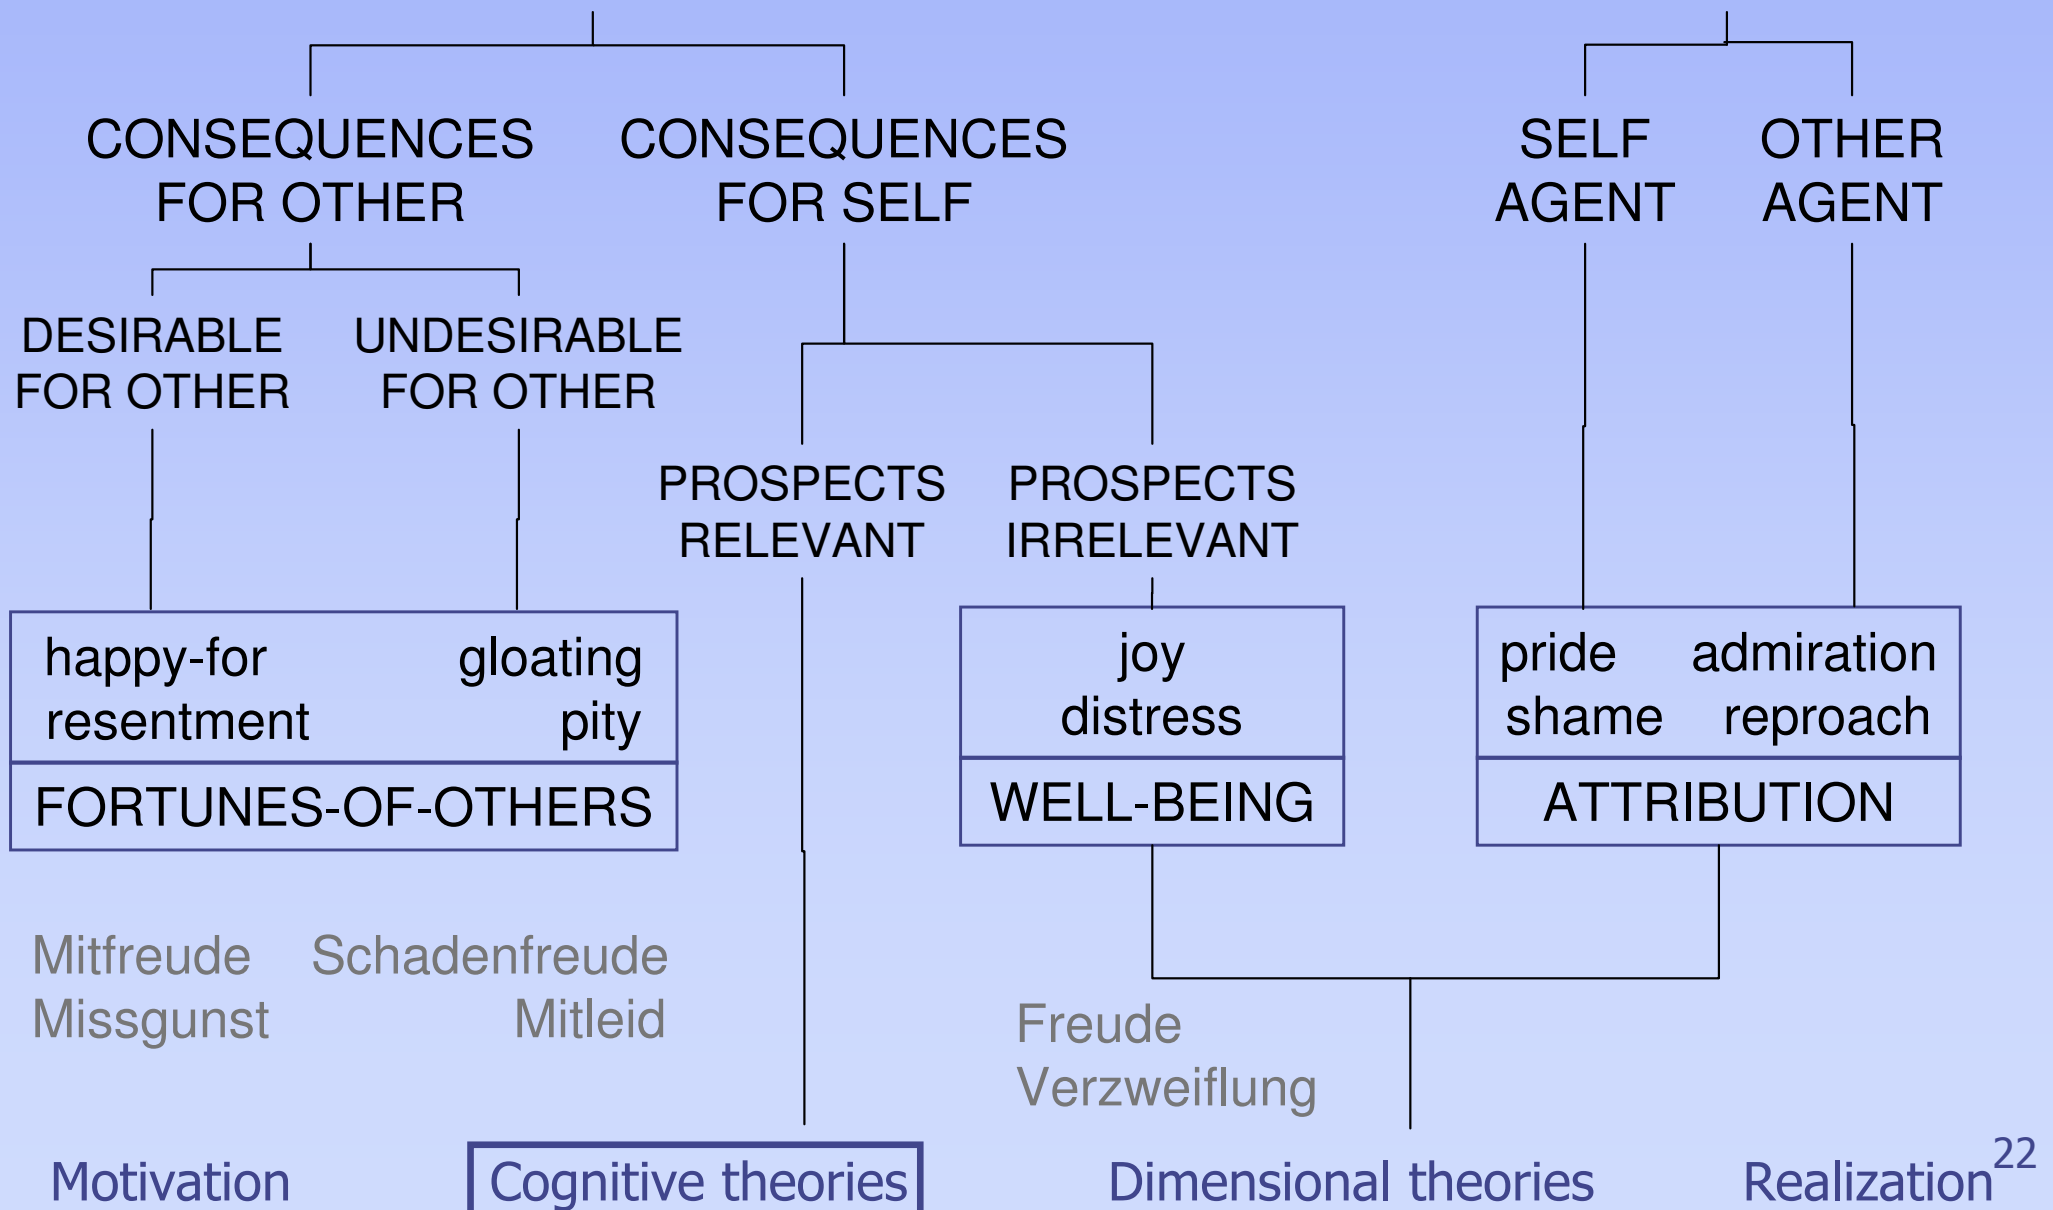 CONSEQUENCES FOR OTHER
CONSEQUENCES FOR SELF
SELF AGENT
OTHER AGENT
DESIRABLE FOR OTHER
UNDESIRABLE FOR OTHER
PROSPECTS RELEVANT
PROSPECTS IRRELEVANT
happy-for gloating
resentment pity
FORTUNES-OF-OTHERS
joy
distress
WELL-BEING
pride admiration
shame reproach
ATTRIBUTION
Mitfreude Schadenfreude
Missgunst Mitleid
Freude
Verzweiflung
Motivation Cognitive theories Dimensional theories Realization 22